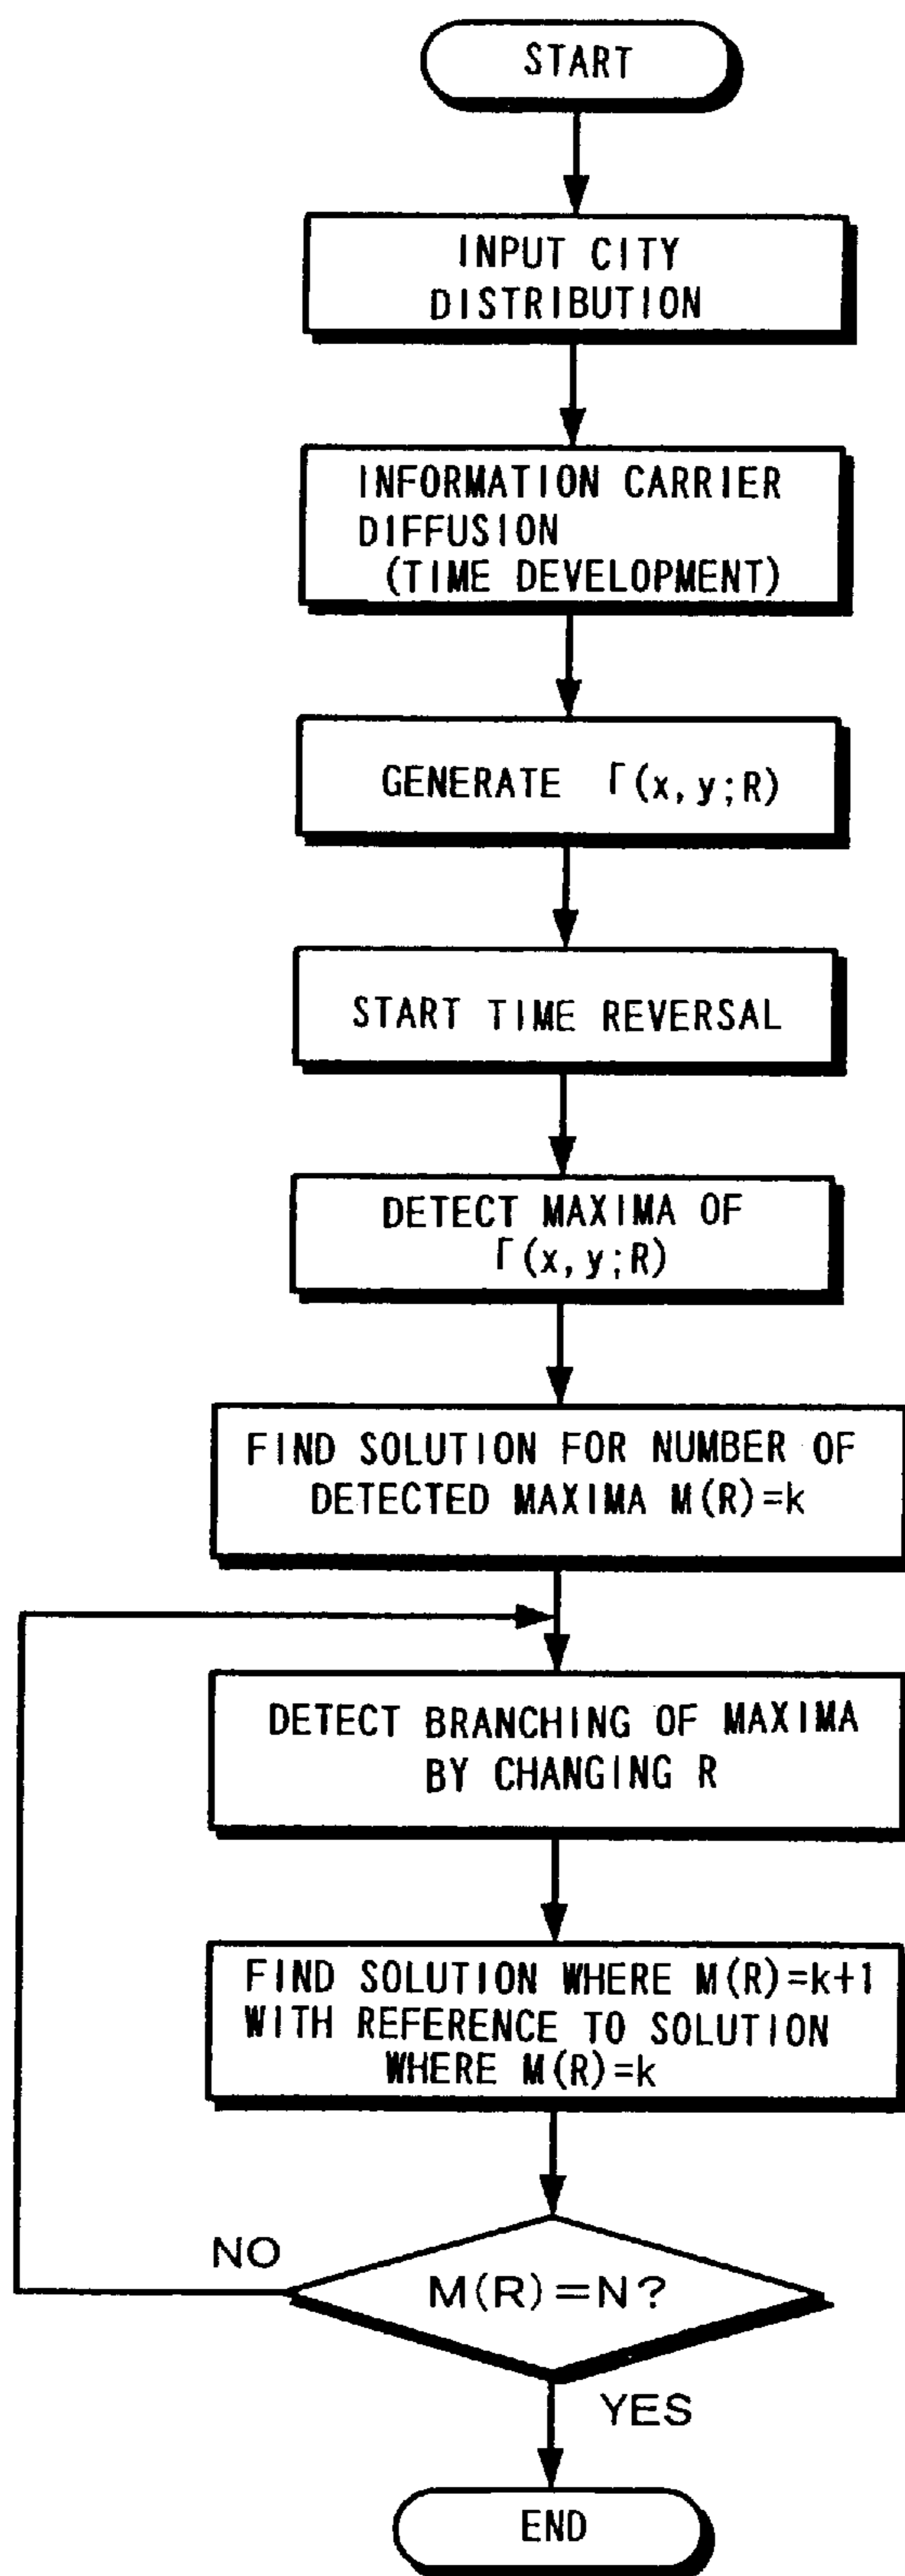 START
INPUT CITY
DISTRIBUTION
INFORMATION CARRIER
DIFFUSION
(TIME DEVELOPMENT)
GENERATE Γ(x,y;R)
START TIME REVERSAL
DETECT MAXIMA OF
Γ(x,y;R)
FIND SOLUTION FOR NUMBER OF
DETECTED MAXIMA M(R)=k
DETECT BRANCHING OF MAXIMA
BY CHANGING R
FIND SOLUTION WHERE M(R)=k+1
WITH REFERENCE TO SOLUTION
WHERE M(R)=k
NO
M(R)=N?
YES
END